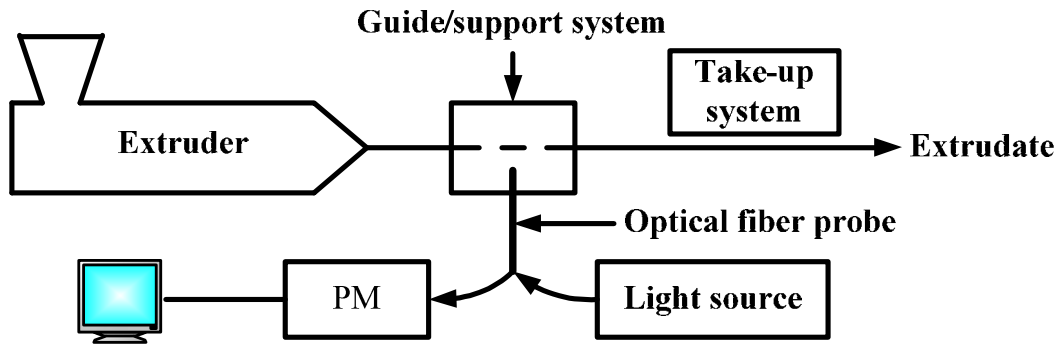 Guide/support system
Take-up
system
Extruder
Extrudate
Optical fiber probe
PM
Light source